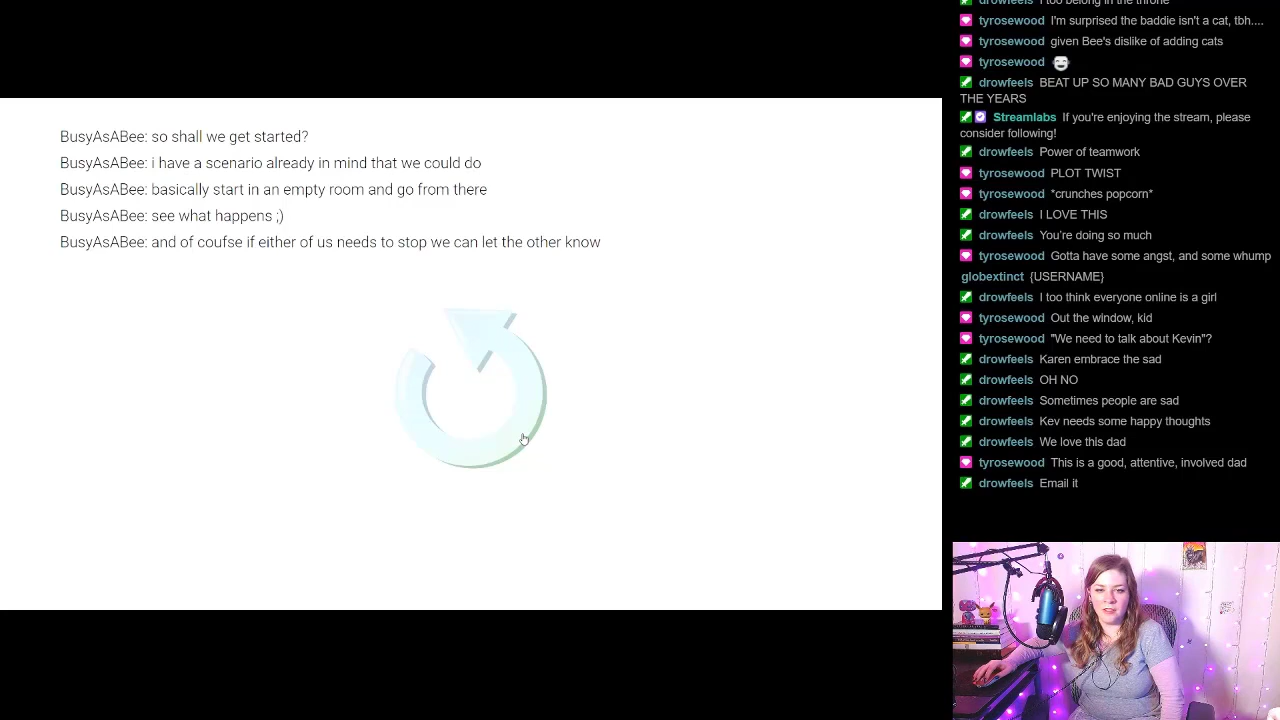 BusyAsABee: so shall we get started?
BusyAsABee: i have a scenario already in mind that we could do
BusyAsABee: basically start in an empty room and go from there
BusyAsABee: see what happens ;)
BusyAsABee: and of coufse if either of us needs to stop we can let the other know
drowfeels I too belong in the throne
tyrosewood I'm surprised the baddie isn't a cat, tbh....
tyrosewood given Bee's dislike of adding cats
tyrosewood
drowfeels BEAT UP SO MANY BAD GUYS OVER
THE YEARS
Streamlabs If you're enjoying the stream, please
consider following!
drowfeels Power of teamwork
tyrosewood PLOT TWIST
tyrosewood *crunches popcorn*
drowfeels I LOVE THIS
drowfeels You're doing so much
tyrosewood Gotta have some angst, and some whump
globextinct {USERNAME}
drowfeels I too think everyone online is a girl
tyrosewood Out the window, kid
tyrosewood "We need to talk about Kevin"?
drowfeels Karen embrace the sad
drowfeels OH NO
drowfeels Sometimes people are sad
drowfeels Kev needs some happy thoughts
drowfeels We love this dad
tyrosewood This is a good, attentive, involved dad
drowfeels Email it